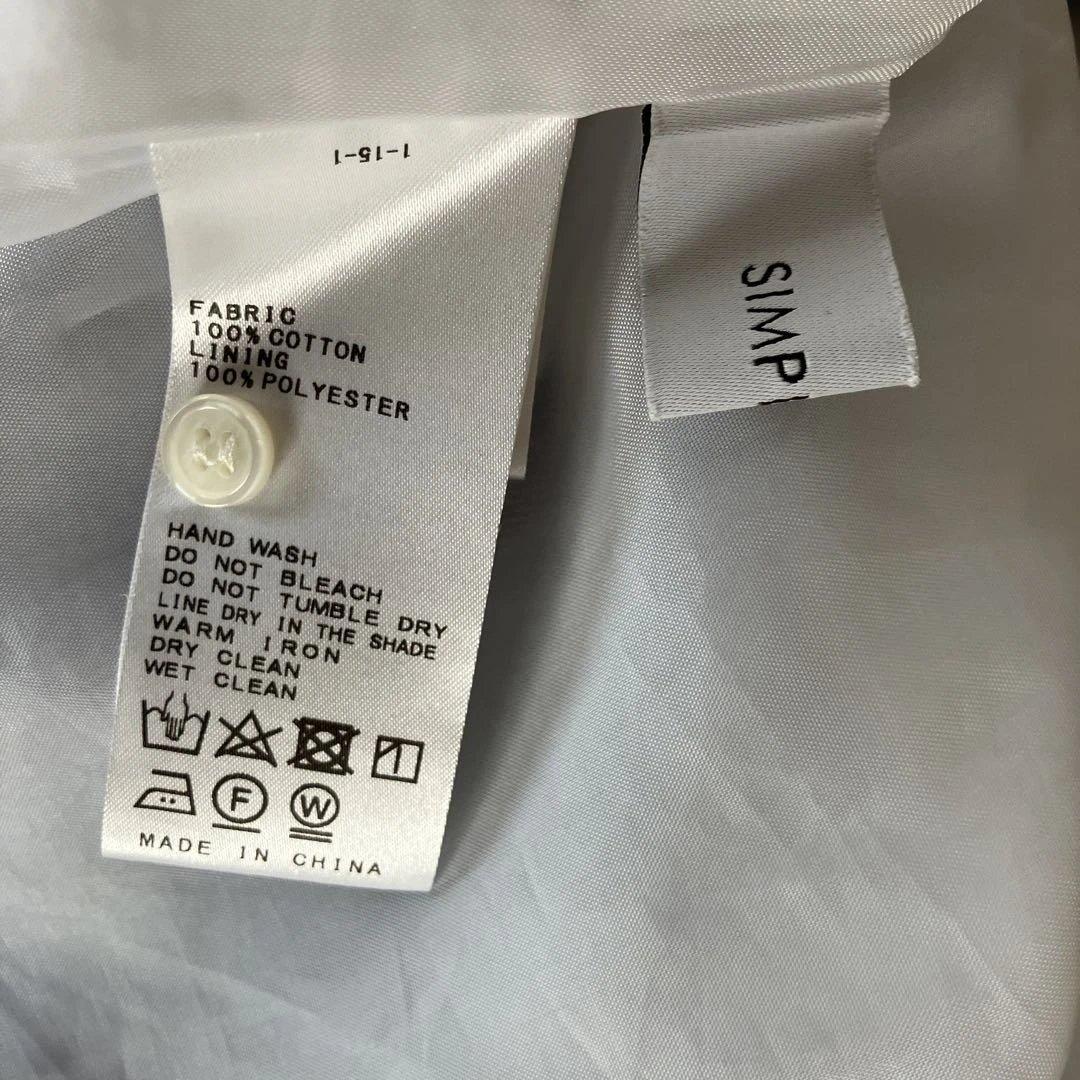 1-15-1
FABRIC
100% COTTON
LINING
100% POLYESTER
HAND WASH
DO NOT BLEACH
DO NOT TUMBLE DRY
LINE DRY IN THE SHADE
WARM IRON
DRY CLEAN
WET CLEAN
F W
MADE IN CHINA
SIMP